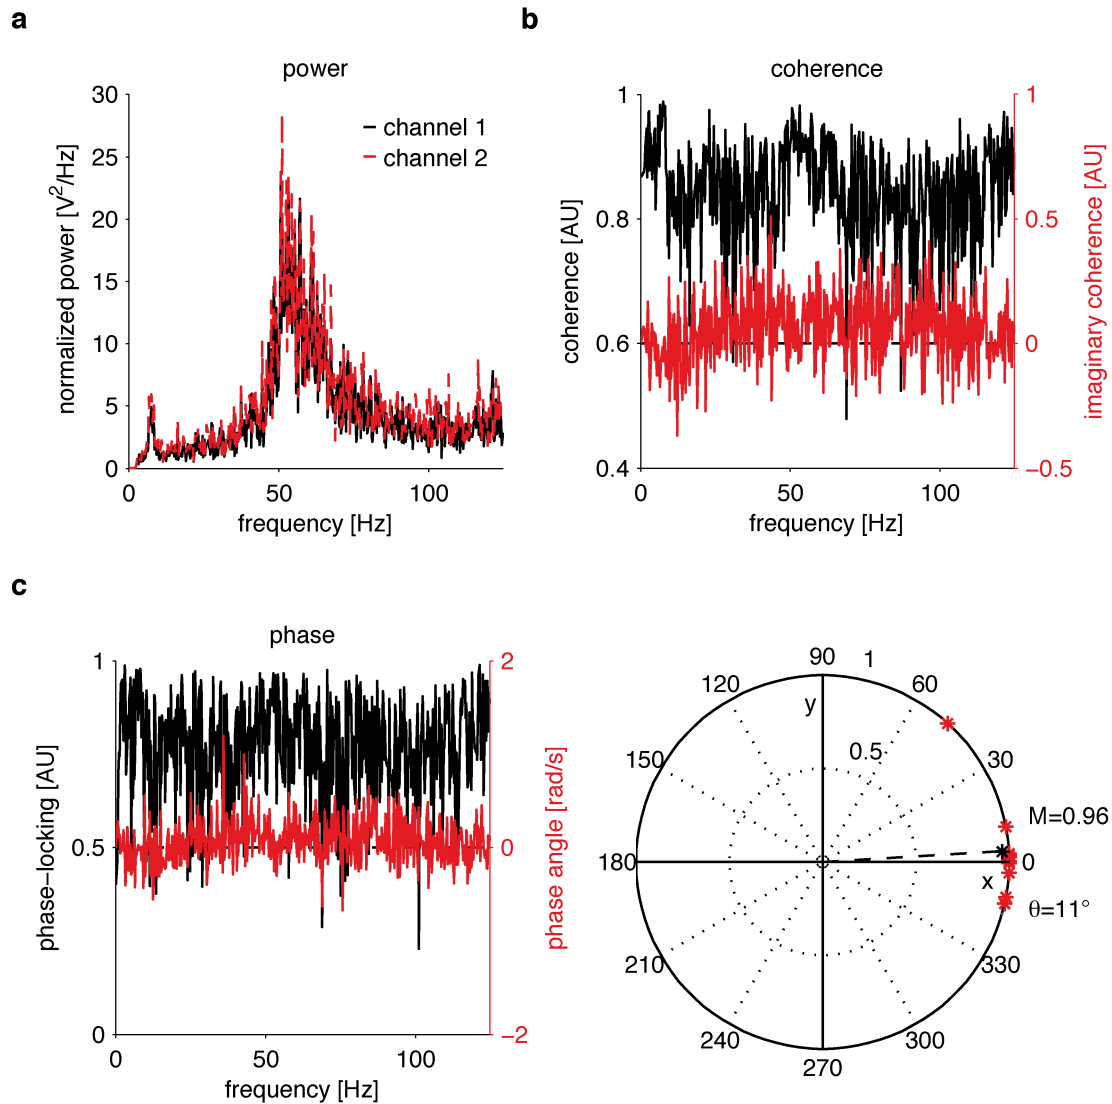 a
power
normalized power [V²/Hz]
30
25
20
15
10
5
0
channel 1
channel 2
0 50 100
frequency [Hz]
b
coherence
coherence [AU]
1
0.8
0.6
0.4
imaginary coherence [AU]
1
0.5
0
−0.5
0 50 100
frequency [Hz]
c
phase
phase−locking [AU]
1
0.5
0
phase angle [rad/s]
2
0
−2
0 50 100
frequency [Hz]
90 1
120 60
y
150 0.5 30
M=0.96
180 0
x
θ=11°
210 330
240 300
270